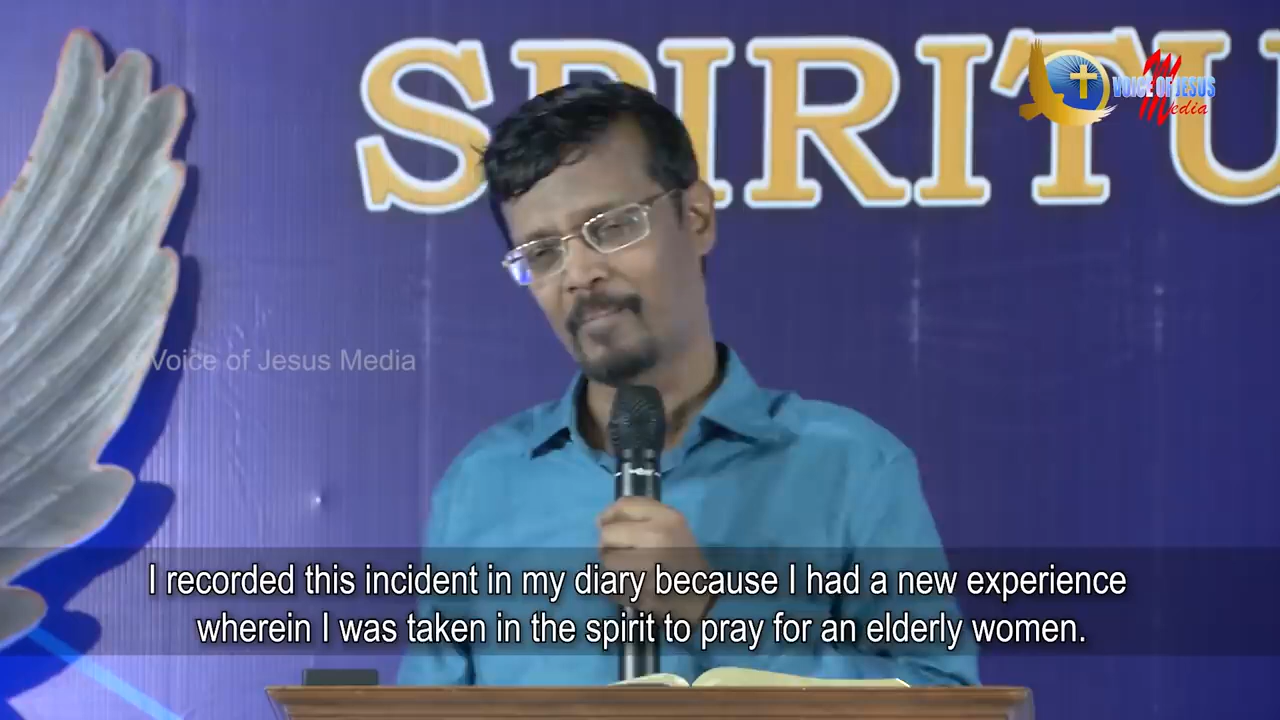 SPIRITU
VOICE OF JESUS
Media
Voice of Jesus Media
I recorded this incident in my diary because I had a new experience
wherein I was taken in the spirit to pray for an elderly women.